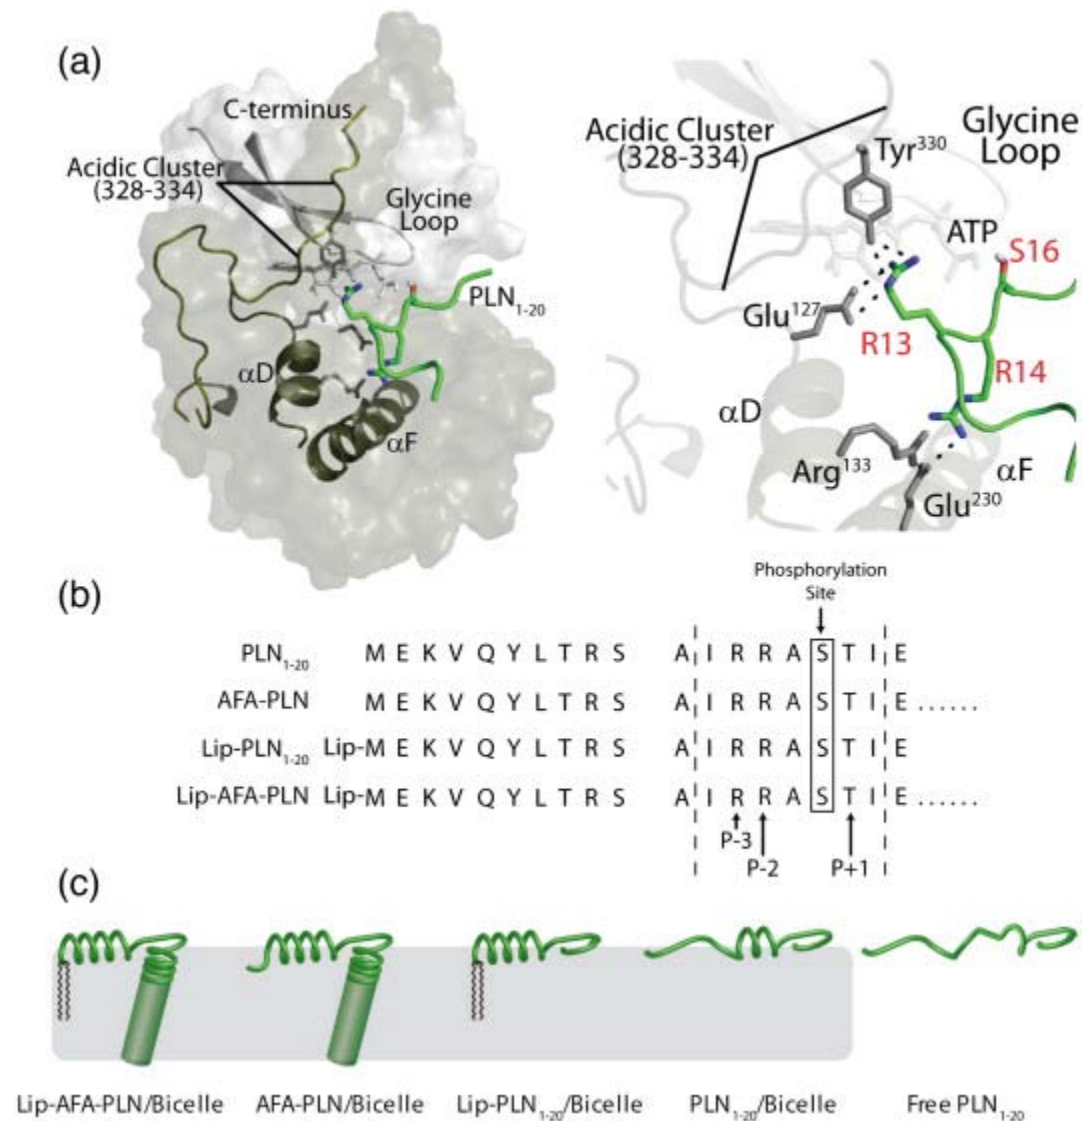 (a)
C-terminus
Acidic Cluster
(328-334)
Glycine
Loop
PLN1-20
αD
αF
Acidic Cluster
(328-334)
Tyr330
Glycine
Loop
ATP
S16
Glu127
R13
R14
αD
Arg133
αF
Glu230
(b)
Phosphorylation
Site
PLN1-20 M E K V Q Y L T R S A I R R A S T I E
AFA-PLN M E K V Q Y L T R S A I R R A S T I E ......
Lip-PLN1-20 Lip-M E K V Q Y L T R S A I R R A S T I E
Lip-AFA-PLN Lip-M E K V Q Y L T R S A I R R A S T I E ......
P-3
P-2 P+1
(c)
Lip-AFA-PLN/Bicelle AFA-PLN/Bicelle Lip-PLN1-20/Bicelle PLN1-20/Bicelle Free PLN1-20